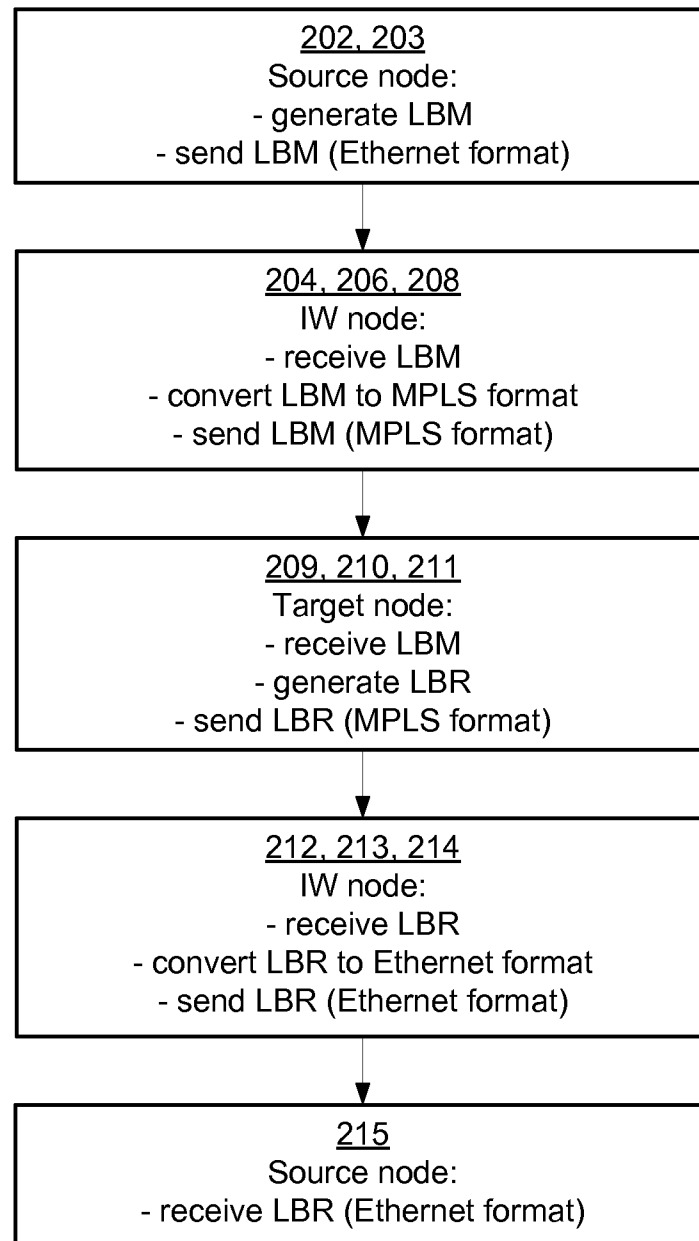 202, 203
Source node:
- generate LBM
- send LBM (Ethernet format)
204, 206, 208
IW node:
- receive LBM
- convert LBM to MPLS format
- send LBM (MPLS format)
209, 210, 211
Target node:
- receive LBM
- generate LBR
- send LBR (MPLS format)
212, 213, 214
IW node:
- receive LBR
- convert LBR to Ethernet format
- send LBR (Ethernet format)
215
Source node:
- receive LBR (Ethernet format)